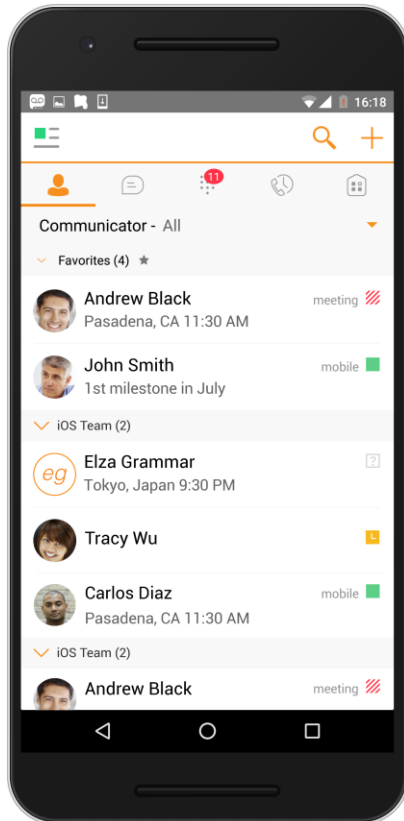 16:18
11
Communicator - All
Favorites (4)
Andrew Black
meeting
Pasadena, CA 11:30 AM
John Smith
mobile
1st milestone in July
iOS Team (2)
eg
Elza Grammar
?
Tokyo, Japan 9:30 PM
Tracy Wu
L
Carlos Diaz
mobile
Pasadena, CA 11:30 AM
iOS Team (2)
Andrew Black
meeting